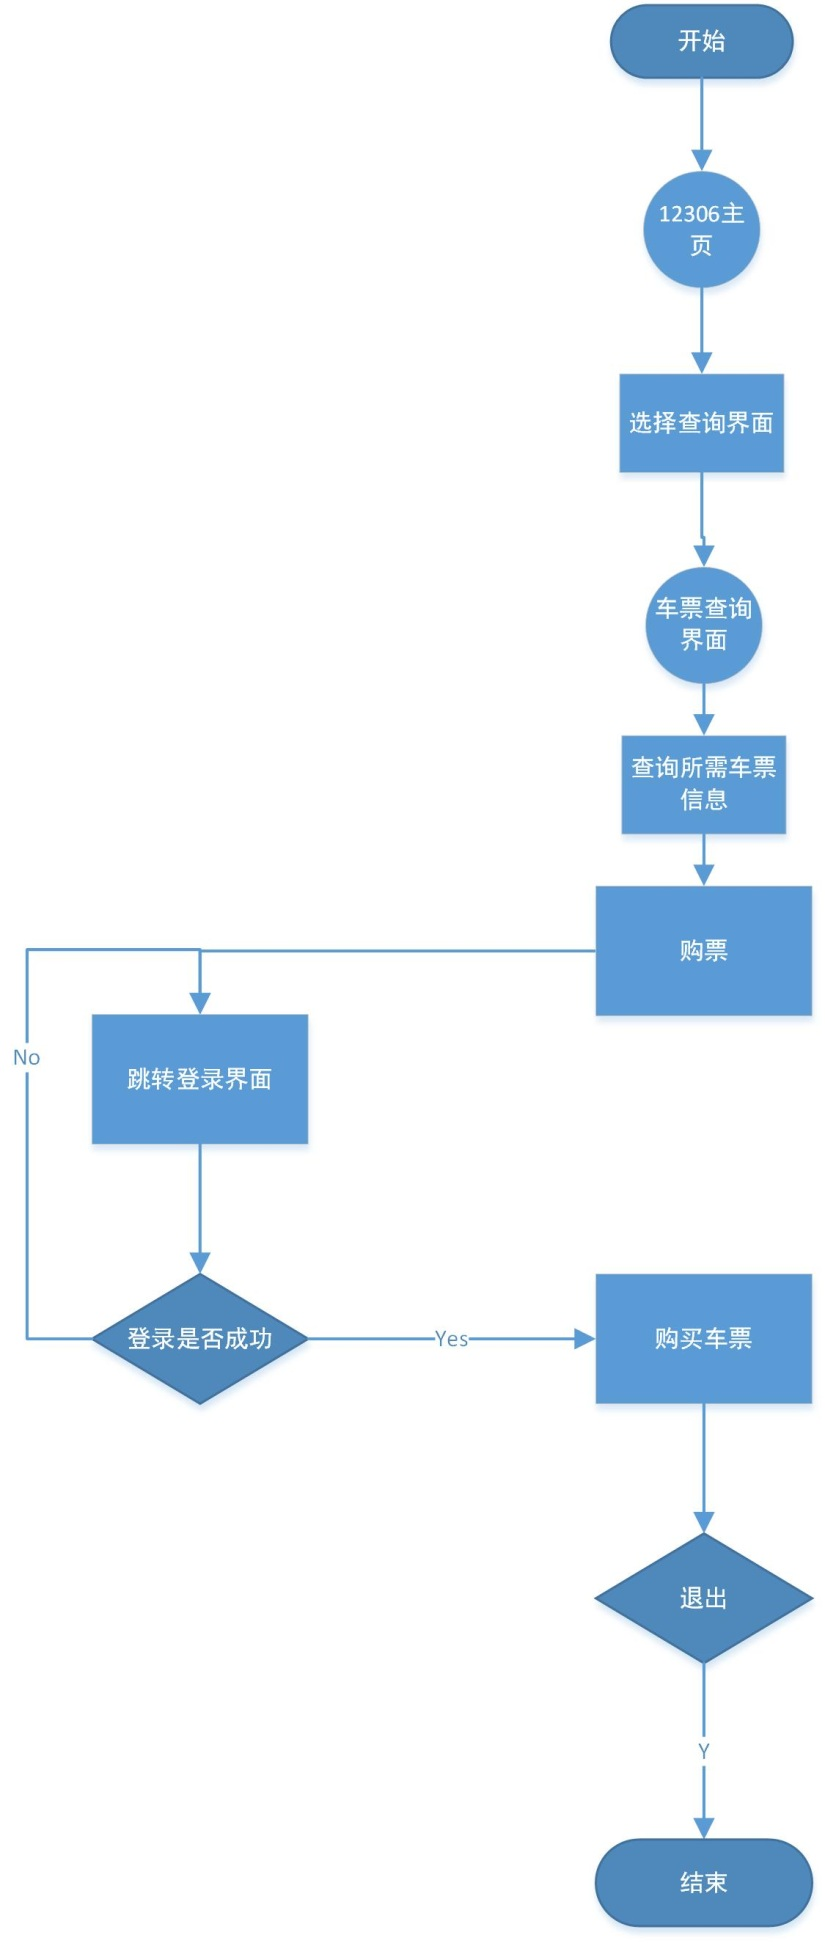 开始
12306主
页
选择查询界面
车票查询
界面
查询所需车票
信息
购票
No
跳转登录界面
登录是否成功
Yes
购买车票
退出
Y
结束